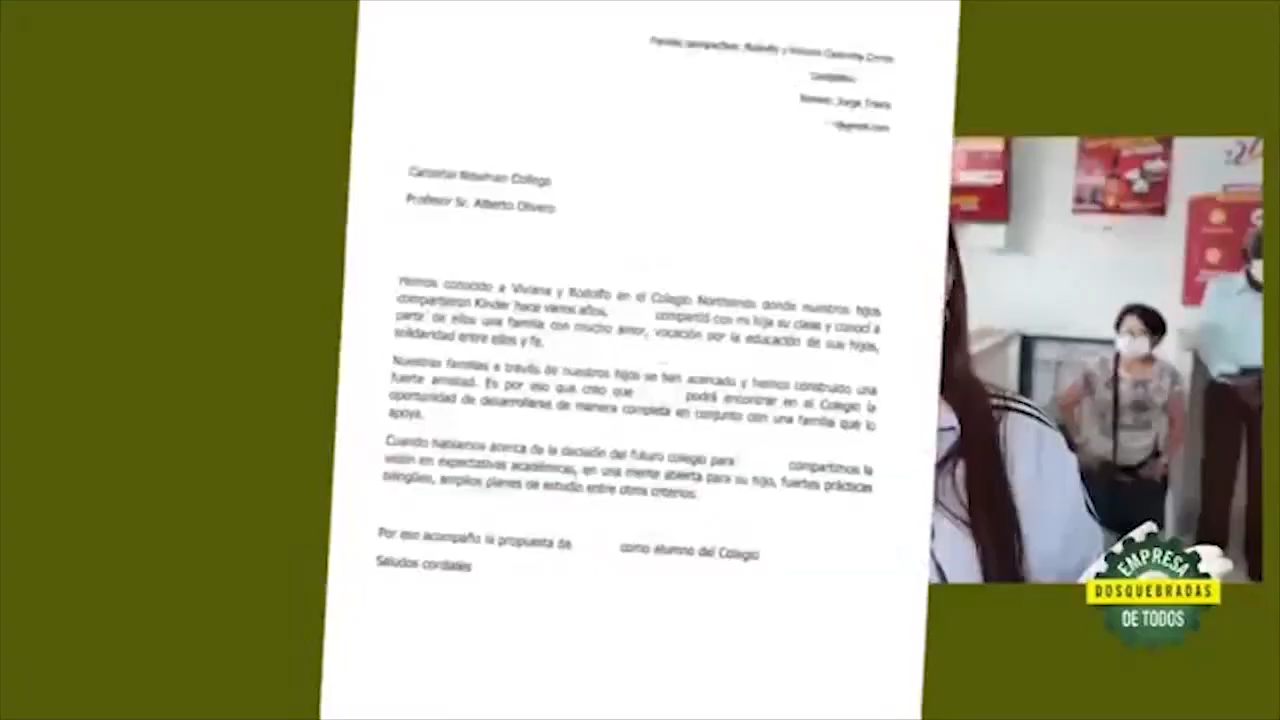 Cardenal Newman College
Profesor Sr. Alberto Olivero
Hemos conocido a Viviana y Rodolfo en el Colegio Northlands donde nuestros hijos
compartieron Kinder hace varios años, compartió con mi hija su clase y conocí a
partir de ellos una familia con mucho amor, vocación por la educación de sus hijos,
solidaridad entre ellos y fe.
Nuestras familias a través de nuestros hijos se han acercado y hemos construido una
fuerte amistad. Es por eso que creo que podrá encontrar en el Colegio la
oportunidad de desarrollarse de manera completa en conjunto con una familia que lo
apoya.
Cuando hablamos acerca de la decisión del futuro colegio para compartimos la
visión en expectativas académicas, en una mente abierta para su hijo, fuertes prácticas
bilingües, amplios planes de estudio entre otros criterios.
Por eso acompaño la propuesta de como alumno del Colegio
Saludos cordiales
EMPRESA
DOSQUEBRADAS
DE TODOS